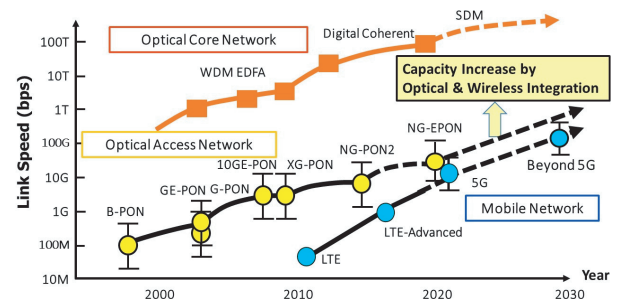 SDM
Digital Coherent
Optical Core Network
WDM EDFA
100T
10T
1T
100G
10G
1G
100M
10M
Link Speed (bps)
Capacity Increase by
Optical & Wireless Integration
Optical Access Network
NG-EPON
NG-PON2
10GE-PON
XG-PON
GE-PON
G-PON
B-PON
Beyond 5G
5G
Mobile Network
LTE-Advanced
LTE
Year
2000
2010
2020
2030